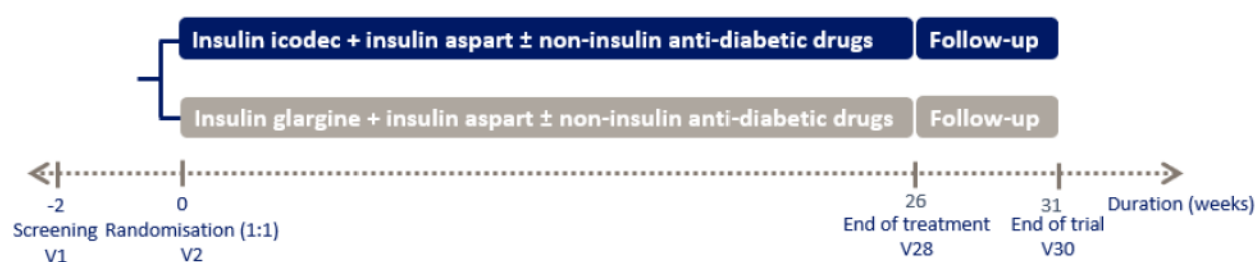 Insulin icodec + insulin aspart ± non-insulin anti-diabetic drugs Follow-up
Insulin glargine + insulin aspart ± non-insulin anti-diabetic drugs Follow-up
-2 0 26 31 Duration (weeks)
Screening Randomisation (1:1) End of treatment End of trial
V1 V2 V28 V30